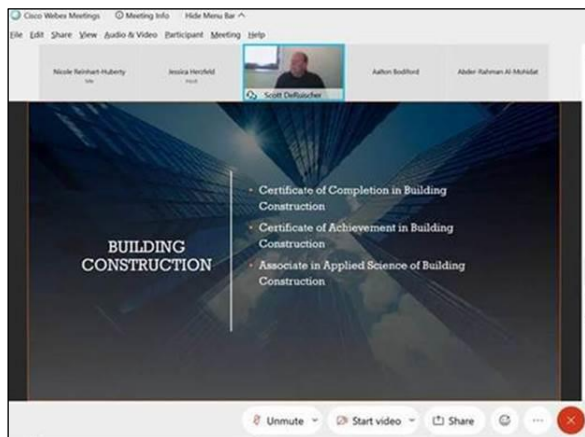 Cisco Webex Meetings Meeting Info Hide Menu Bar
File Edit Share View Audio & Video Participant Meeting Help
Nicole Reinhart-Huberty
Me
Jessica Herzfeld
Host
Scott DeRuischer
Aalton Bodiford
Abder-Rahman Al-Mohidat
BUILDING
CONSTRUCTION
• Certificate of Completion in Building
Construction
• Certificate of Achievement in Building
Construction
• Associate in Applied Science of Building
Construction
Unmute Start video Share